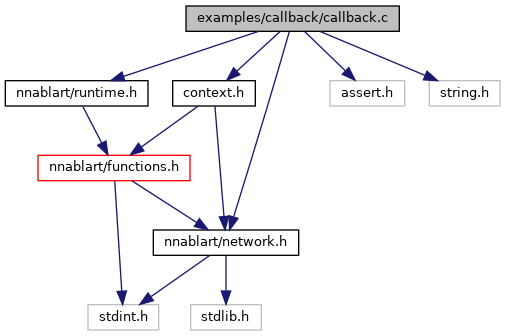 examples/callback/callback.c
nnablart/runtime.h
context.h
assert.h
string.h
nnablart/functions.h
nnablart/network.h
stdint.h
stdlib.h